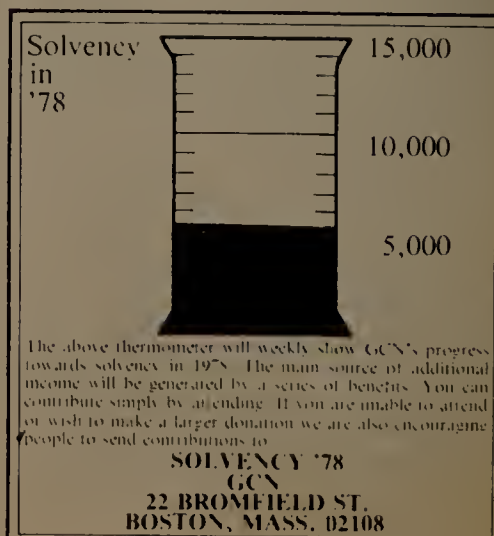 Solvency
in
'78
15,000
10,000
5,000
The above thermometer will weekly show GCN's progress
towards solvency in 1978. The main source of additional
income will be generated by a series of benefits. You can
contribute simply by attending. If you are unable to attend
or wish to make a larger donation we are also encouraging
people to send contributions to
SOLVENCY '78
GCN
22 BROMFIELD ST.
BOSTON, MASS. 02108